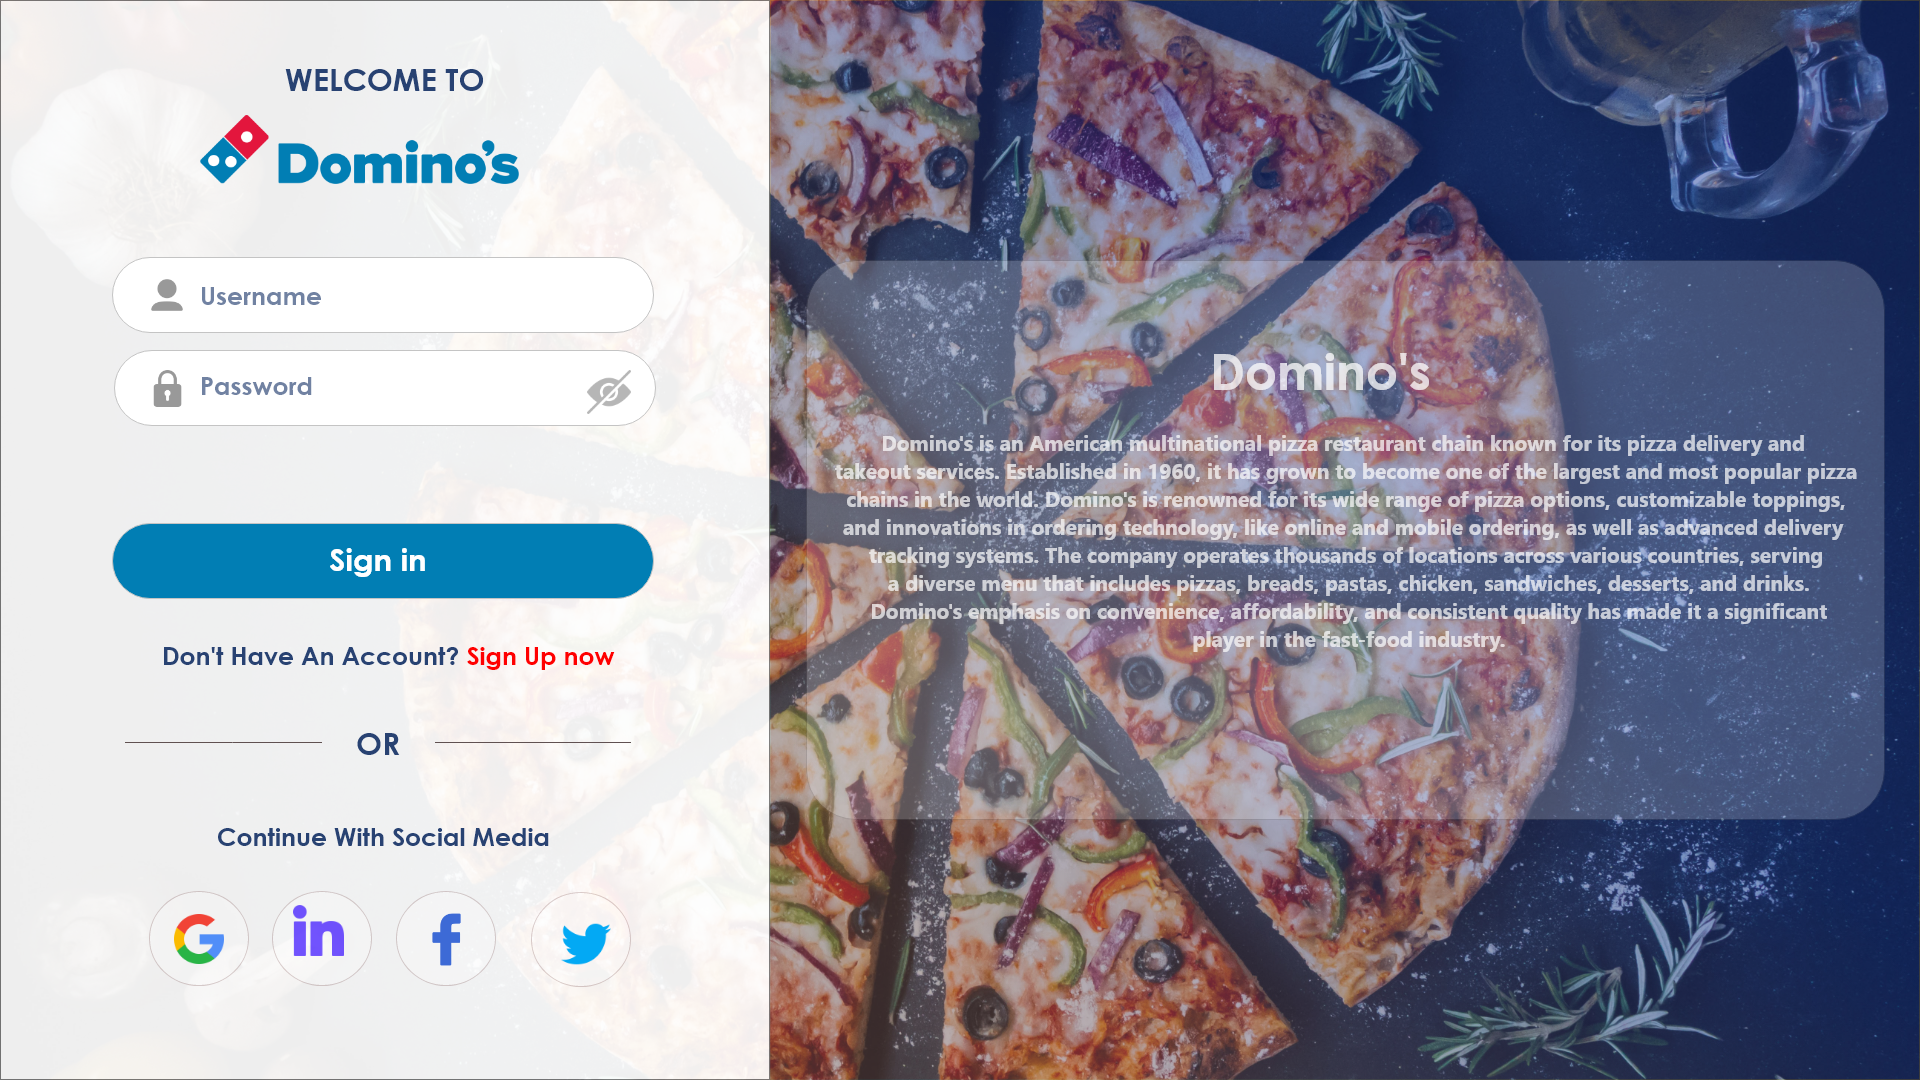 WELCOME TO
Domino's
Username
Password
Sign in
Don't Have An Account? Sign Up now
OR
Continue With Social Media
G in f
Domino's
Domino's is an American multinational pizza restaurant chain known for its pizza delivery and
takeout services. Established in 1960, it has grown to become one of the largest and most popular pizza
chains in the world. Domino's is renowned for its wide range of pizza options, customizable toppings,
and innovations in ordering technology, like online and mobile ordering, as well as advanced delivery
tracking systems. The company operates thousands of locations across various countries, serving
a diverse menu that includes pizzas, breads, pastas, chicken, sandwiches, desserts, and drinks.
Domino's emphasis on convenience, affordability, and consistent quality has made it a significant
player in the fast-food industry.